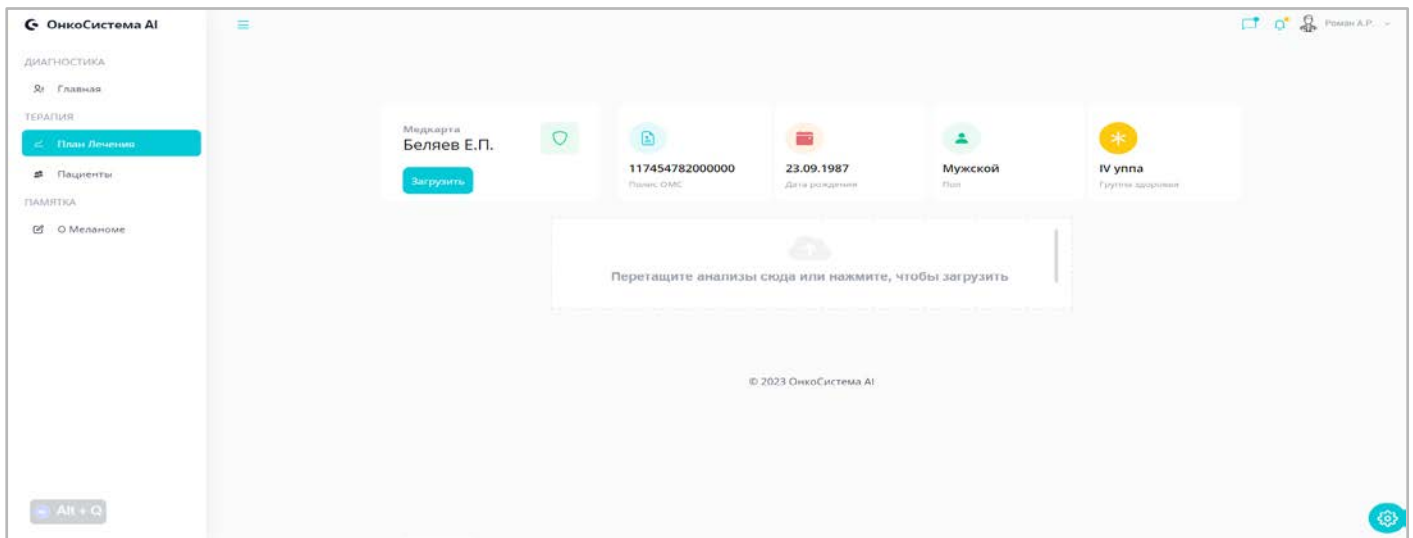 ОнкоСистема AI
Роман А.Р.
ДИАГНОСТИКА
Главная
ТЕРАПИЯ
План Лечения
Пациенты
ПАМЯТКА
О Меланоме
Медкарта
Беляев Е.П.
Загрузить
117454782000000
Полис ОМС
23.09.1987
Дата рождения
Мужской
Пол
IV уппа
Группа здоровья
Перетащите анализы сюда или нажмите, чтобы загрузить
© 2023 ОнкоСистема AI
Alt + Q